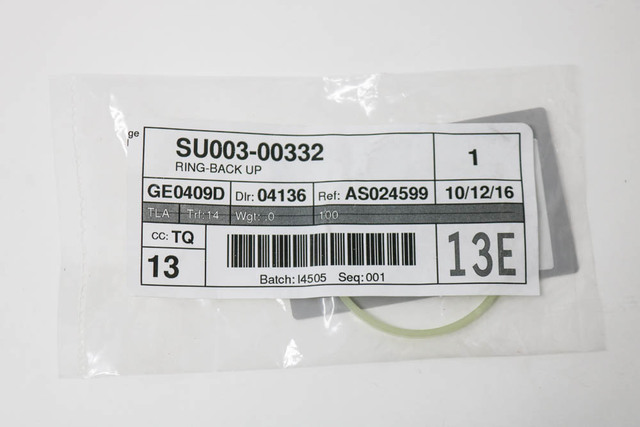 ge
SU003-00332
RING-BACK UP
1
GE0409D Dlr: 04136 Ref: AS024599 10/12/16
TLA Trl:14 Wgt: .0 100
CC: TQ
13
Batch: I4505 Seq: 001
13E